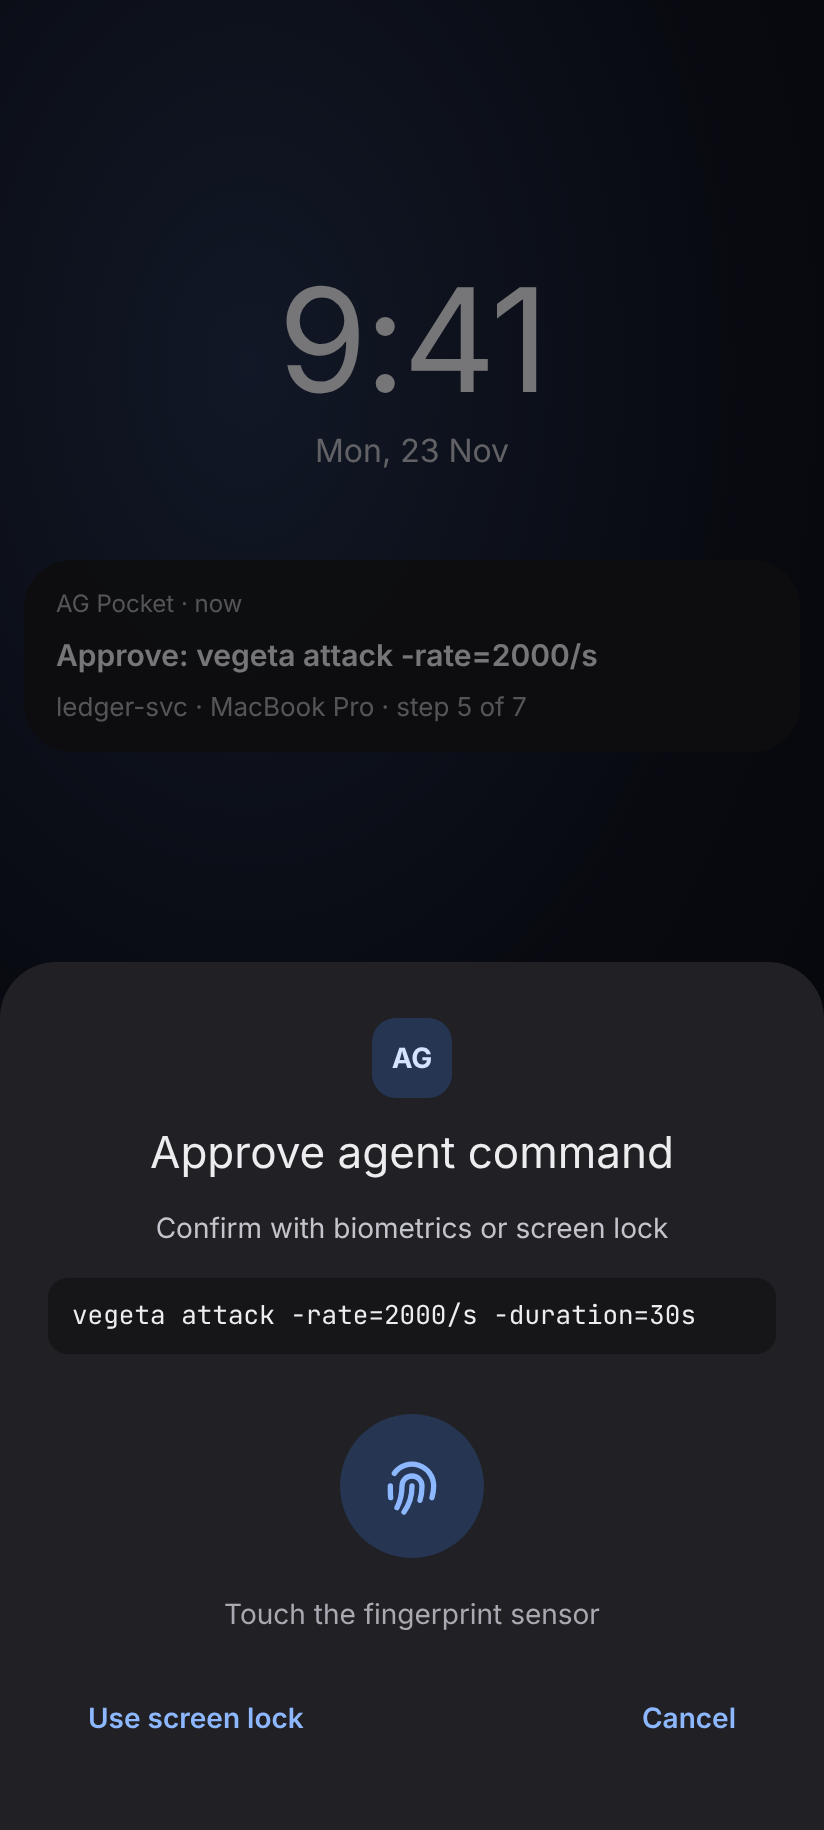 9:41
Mon, 23 Nov
AG Pocket · now
Approve: vegeta attack -rate=2000/s
ledger-svc · MacBook Pro · step 5 of 7
AG
Approve agent command
Confirm with biometrics or screen lock
vegeta attack -rate=2000/s -duration=30s
Touch the fingerprint sensor
Use screen lock
Cancel